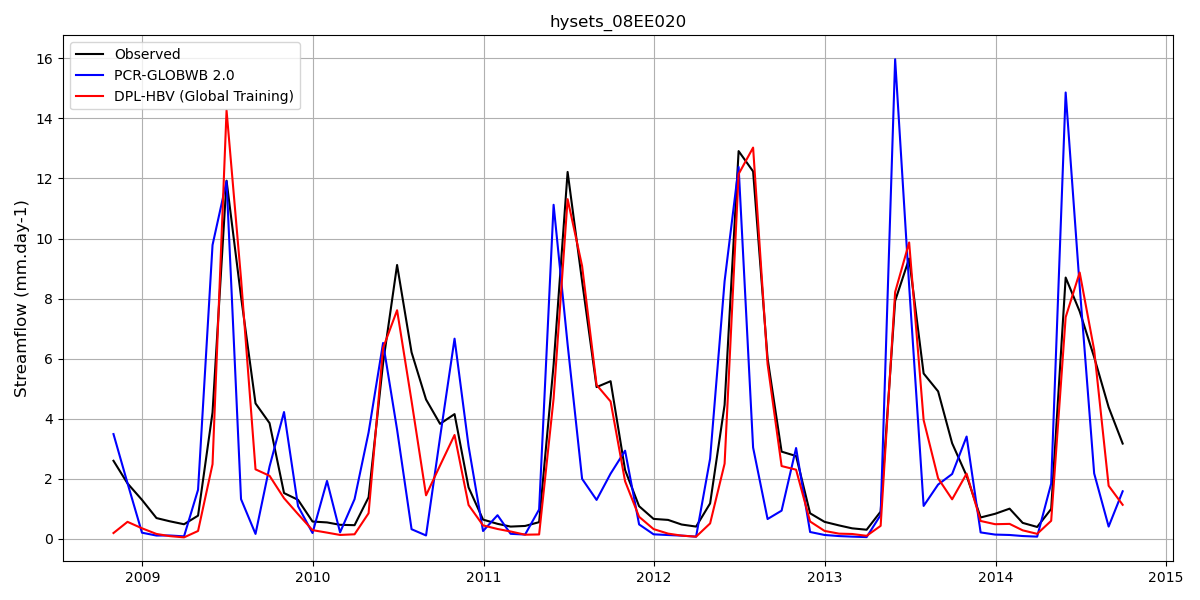 hysets_08EE020
Observed
PCR-GLOBWB 2.0
DPL-HBV (Global Training)
Streamflow (mm.day-1)
16
14
12
10
8
6
4
2
0
2009 2010 2011 2012 2013 2014 2015